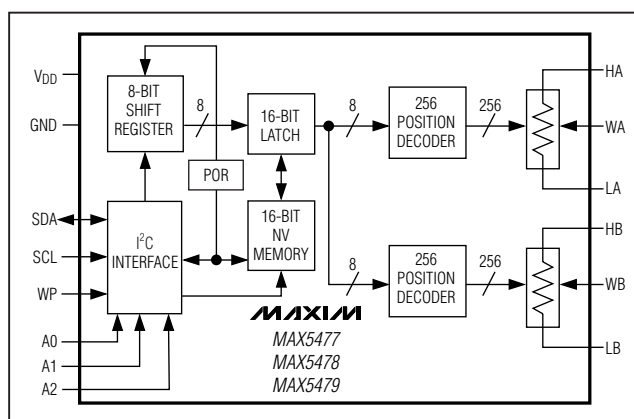 VDD
GND
SDA
SCL
WP
A0
A1
A2
8-BIT
SHIFT
REGISTER
8
16-BIT
LATCH
POR
I²C
INTERFACE
16-BIT
NV
MEMORY
8
256
POSITION
DECODER
256
8
256
POSITION
DECODER
256
MAXIM
MAX5477
MAX5478
MAX5479
HA
WA
LA
HB
WB
LB